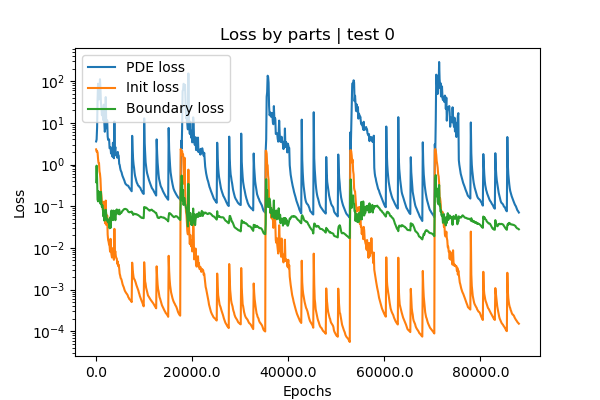 Loss by parts | test 0
PDE loss
Init loss
Boundary loss
Loss
10²
10¹
10⁰
10⁻¹
10⁻²
10⁻³
10⁻⁴
0.0 20000.0 40000.0 60000.0 80000.0
Epochs